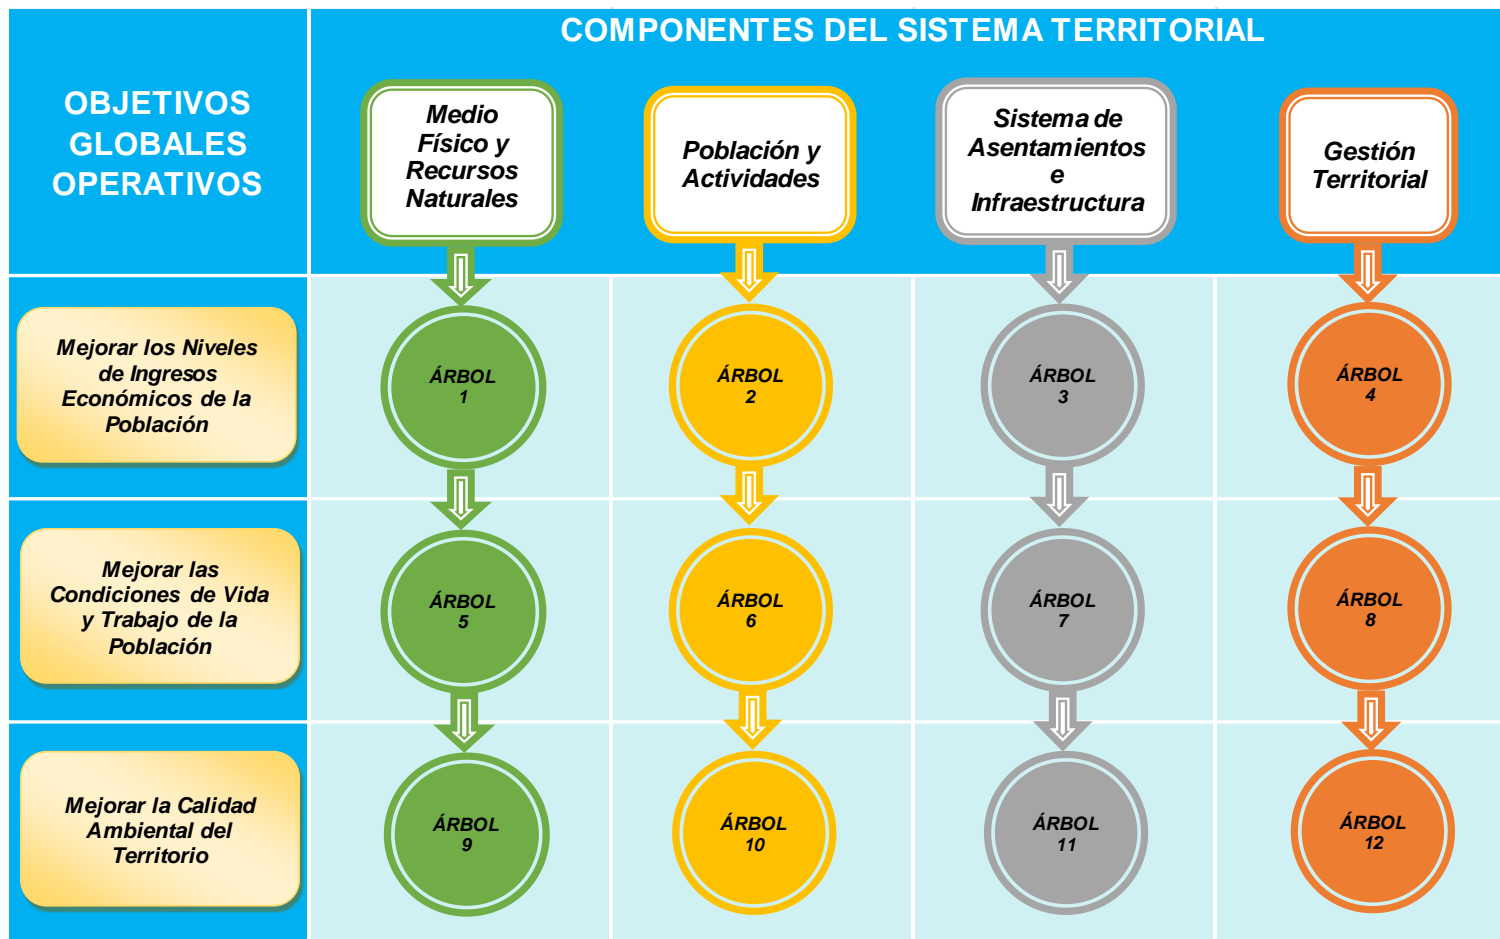 COMPONENTES DEL SISTEMA TERRITORIAL
OBJETIVOS
GLOBALES
OPERATIVOS
Medio
Físico y
Recursos
Naturales
Población y
Actividades
Sistema de
Asentamientos
e
Infraestructura
Gestión
Territorial
Mejorar los Niveles
de Ingresos
Económicos de la
Población
ÁRBOL
1
ÁRBOL
2
ÁRBOL
3
ÁRBOL
4
Mejorar las
Condiciones de Vida
y Trabajo de la
Población
ÁRBOL
5
ÁRBOL
6
ÁRBOL
7
ÁRBOL
8
Mejorar la Calidad
Ambiental del
Territorio
ÁRBOL
9
ÁRBOL
10
ÁRBOL
11
ÁRBOL
12